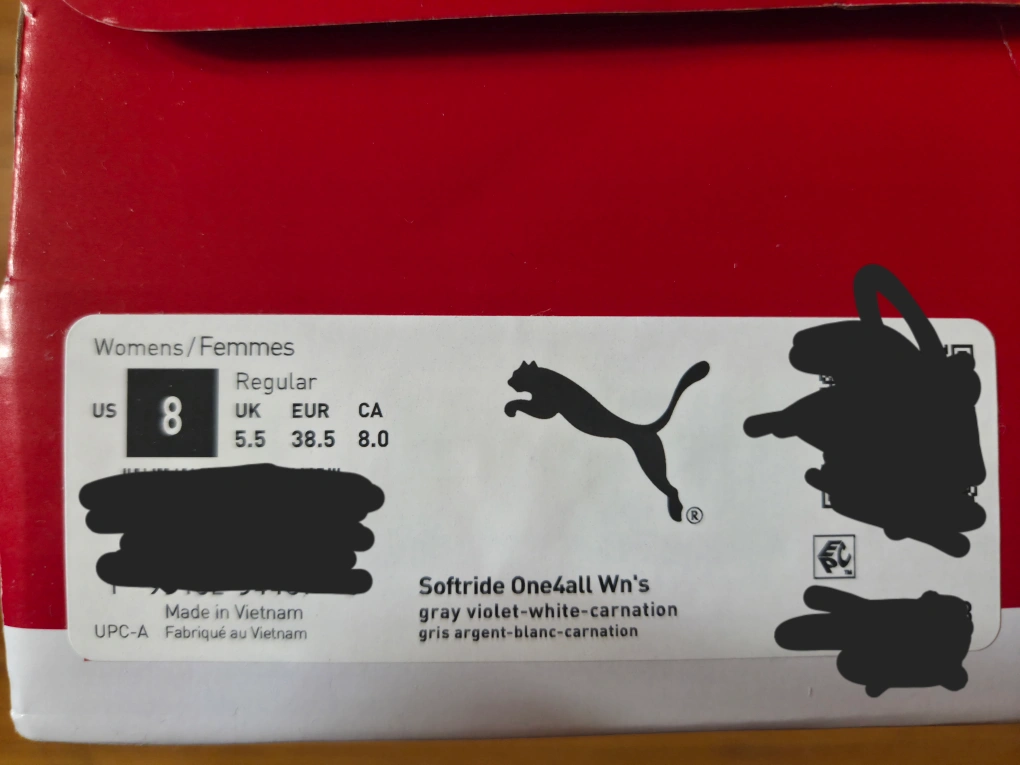 Womens/Femmes
Regular
US 8 UK EUR CA
5.5 38.5 8.0
®
EPC™
Softride One4all Wn's
gray violet-white-carnation
gris argent-blanc-carnation
Made in Vietnam
UPC-A Fabriqué au Vietnam